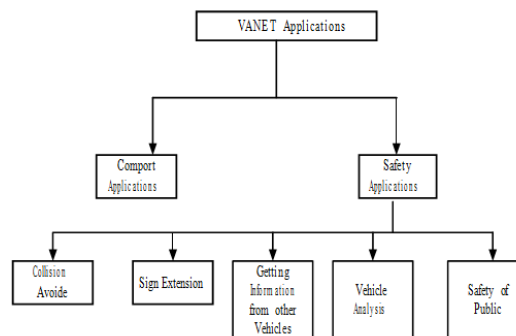 VANET Applications
Comport
Applications
Safety
Applications
Collision
Avoide
Sign Extension
Getting
Information
from other
Vehicles
Vehicle
Analysis
Safety of
Public